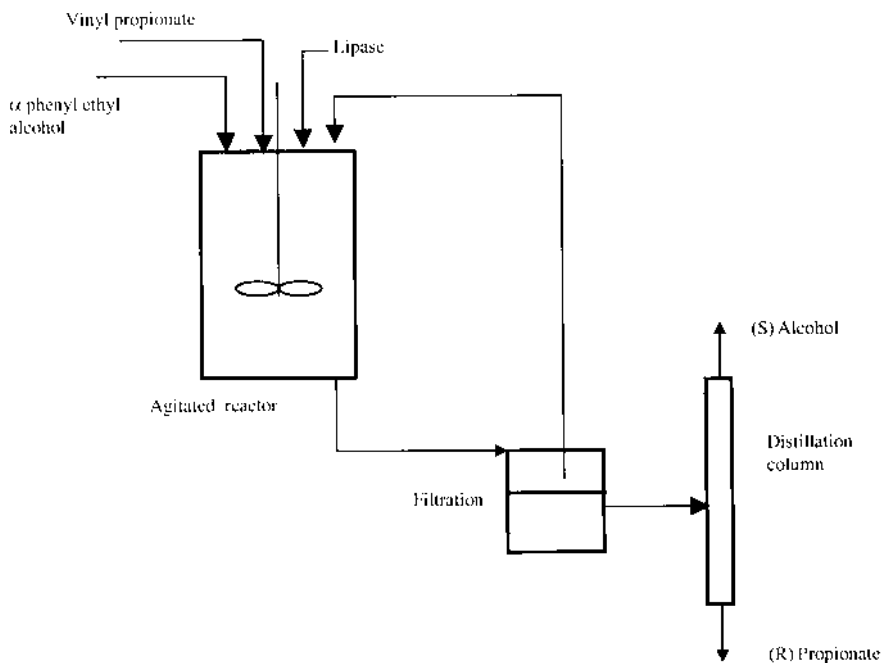 Vinyl propionate
Lipase
α phenyl ethyl
alcohol
(S) Alcohol
Agitated reactor
Distillation
column
Filtration
(R) Propionate